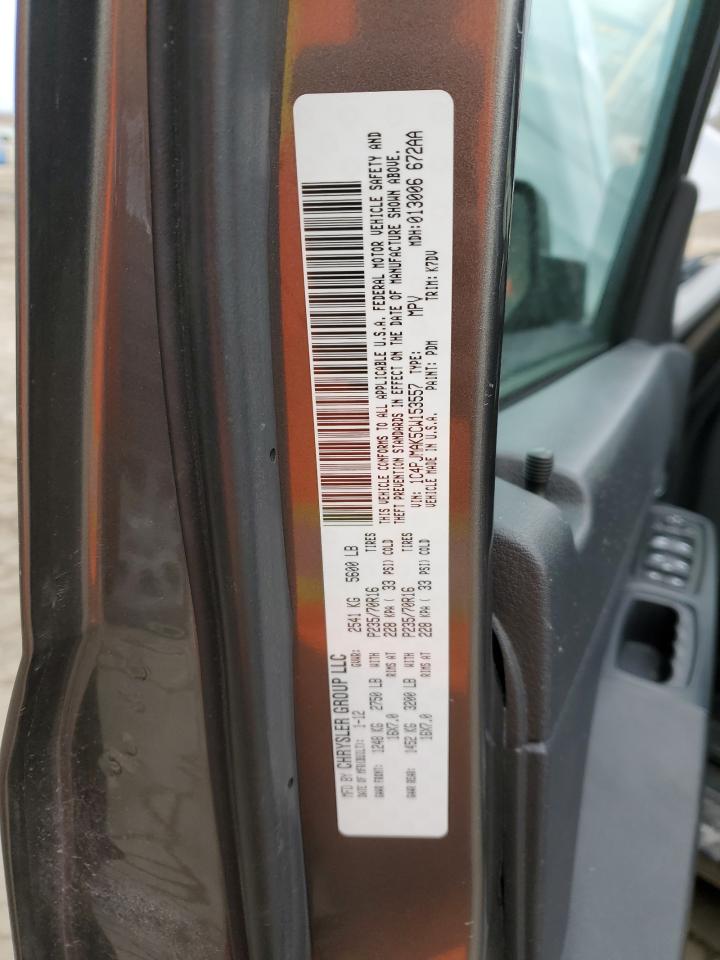 MFD BY CHRYSLER GROUP LLC
DATE OF MFR(BUILT): 1-12 GVWR: 2541 KG 5600 LB
GAWR FRONT: 1248 KG 2750 LB WITH P235/70R16 TIRES
16X7.0 RIMS AT 228 KPA ( 33 PSI) COLD
GAWR REAR: 1452 KG 3200 LB WITH P235/70R16 TIRES
16X7.0 RIMS AT 228 KPA ( 33 PSI) COLD
THIS VEHICLE CONFORMS TO ALL APPLICABLE U.S.A. FEDERAL MOTOR VEHICLE SAFETY AND
THEFT PREVENTION STANDARDS IN EFFECT ON THE DATE OF MANUFACTURE SHOWN ABOVE.
VIN: 1C4PJMAK5CW153557 TYPE: MPV MDH:013006 672AA
VEHICLE MADE IN U.S.A. PAINT: PDM TRIM: K7DV